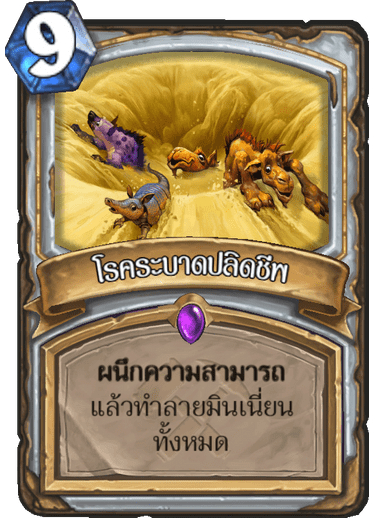 9
โรคระบาดปลิดชีพ
ผนึกความสามารถ
แล้วทำลายมินเนี่ยน
ทั้งหมด